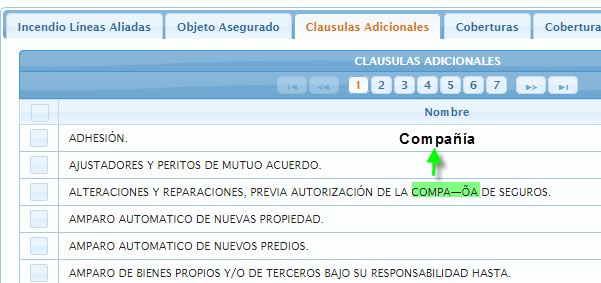 Incendio Líneas Aliadas Objeto Asegurado Clausulas Adicionales Coberturas Cobertura
CLAUSULAS ADICIONALES
1 2 3 4 5 6 7
Nombre
ADHESIÓN.
Compañía
AJUSTADORES Y PERITOS DE MUTUO ACUERDO.
ALTERACIONES Y REPARACIONES, PREVIA AUTORIZACIÓN DE LA COMPA—ÕA DE SEGUROS.
AMPARO AUTOMATICO DE NUEVAS PROPIEDAD.
AMPARO AUTOMATICO DE NUEVOS PREDIOS.
AMPARO DE BIENES PROPIOS Y/O DE TERCEROS BAJO SU RESPONSABILIDAD HASTA.